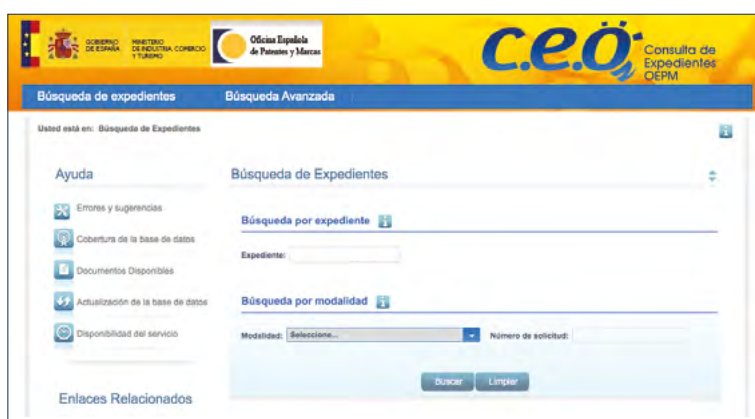 GOBIERNO DE ESPAÑA
MINISTERIO DE INDUSTRIA, COMERCIO Y TURISMO
Oficina Española
de Patentes y Marcas
C.e.O.
Consulta de
Expedientes
OEPM
Búsqueda de expedientes Búsqueda Avanzada
Usted está en: Búsqueda de Expedientes
Ayuda
Errores y sugerencias
Cobertura de la base de datos
Documentos Disponibles
Actualización de la base de datos
Disponibilidad del servicio
Enlaces Relacionados
Búsqueda de Expedientes
Búsqueda por expediente
Expediente:
Búsqueda por modalidad
Modalidad: Seleccione... Número de solicitud:
Buscar Limpiar